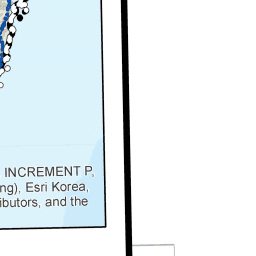 INCREMENT P,
ng), Esri Korea,
ibutors, and the